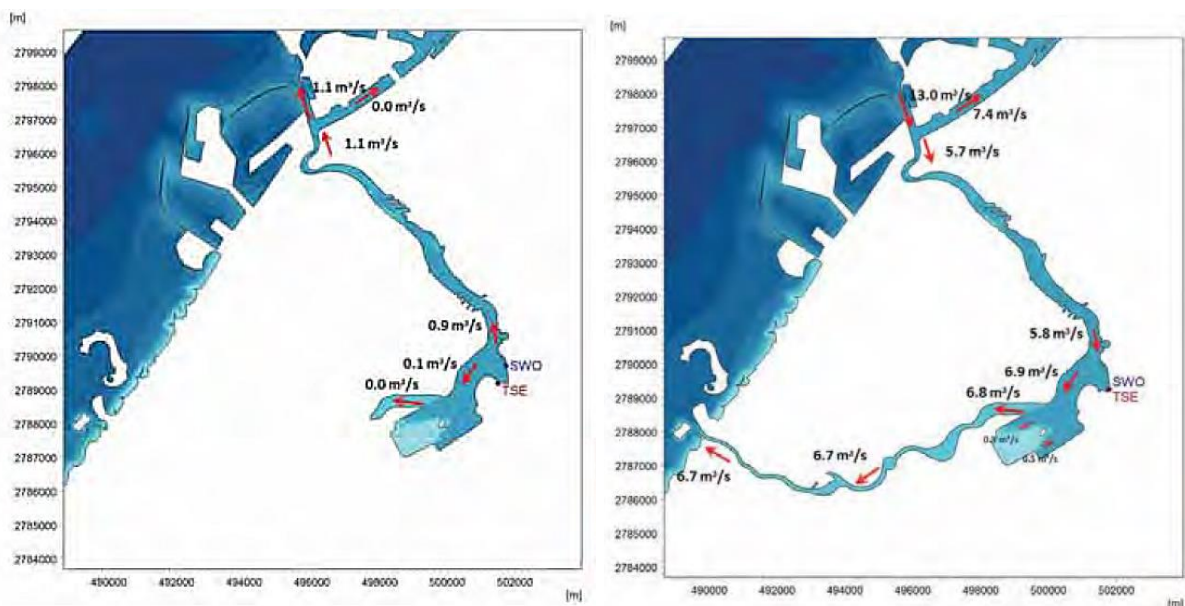 [m]
2799000
2798000
2797000
2796000
2795000
2794000
2793000
2792000
2791000
2790000
2789000
2788000
2787000
2786000
2785000
2784000
1.1 m³/s
0.0 m³/s
1.1 m³/s
0.9 m³/s
0.1 m³/s
0.0 m³/s
SWO
TSE
490000 492000 494000 496000 498000 500000 502000
[m]
[m]
2799000
2798000
2797000
2796000
2795000
2794000
2793000
2792000
2791000
2790000
2789000
2788000
2787000
2786000
2785000
2784000
13.0 m³/s
7.4 m³/s
5.7 m³/s
5.8 m³/s
6.9 m³/s
6.8 m³/s
SWO
TSE
6.7 m³/s
6.7 m³/s
490000 492000 494000 496000 498000 500000 502000
[m]